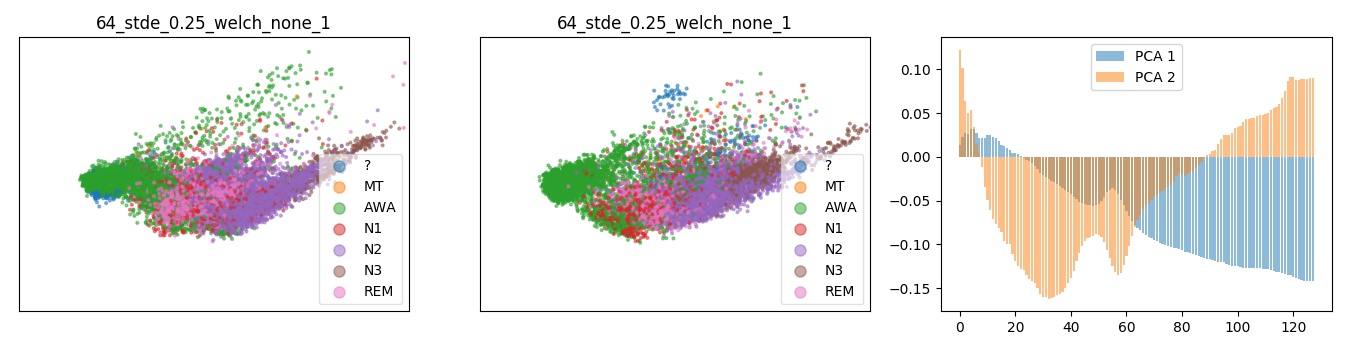 64_stde_0.25_welch_none_1
?
MT
AWA
N1
N2
N3
REM
64_stde_0.25_welch_none_1
?
MT
AWA
N1
N2
N3
REM
PCA 1
PCA 2
0.10
0.05
0.00
−0.05
−0.10
−0.15
0 20 40 60 80 100 120